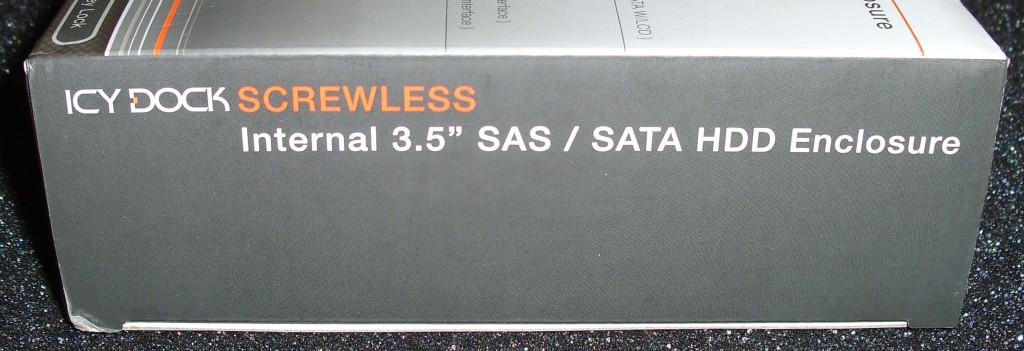 ICY DOCK SCREWLESS
Internal 3.5” SAS / SATA HDD Enclosure